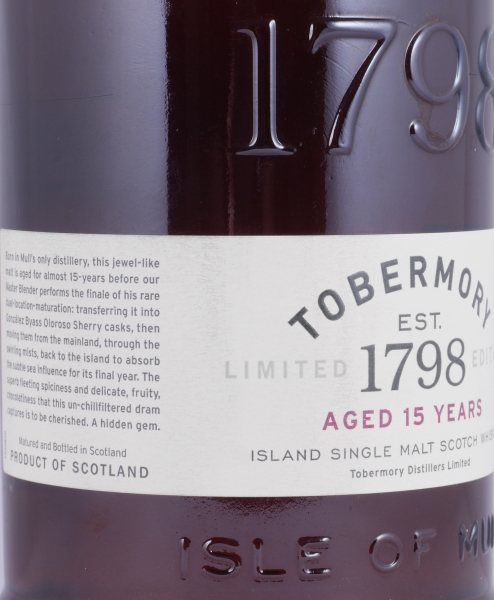 1798
Born in Mull's only distillery, this jewel-like
malt is aged for almost 15-years before our
Master Blender performs the finale of his rare
dual-location-maturation: transferring it into
González Byass Oloroso Sherry casks, then
moving them from the mainland, through the
swirling mists, back to the island to absorb
the subtle sea influence for its final year. The
superb fleeting spiciness and delicate, fruity,
chocolatiness that this un-chillfiltered dram
captures is to be cherished. A hidden gem.
Matured and Bottled in Scotland
PRODUCT OF SCOTLAND
TOBERMORY
EST.
LIMITED 1798
AGED 15 YEARS
ISLAND SINGLE MALT SCOTCH
Tobermory Distillers Limited
ISLE OF